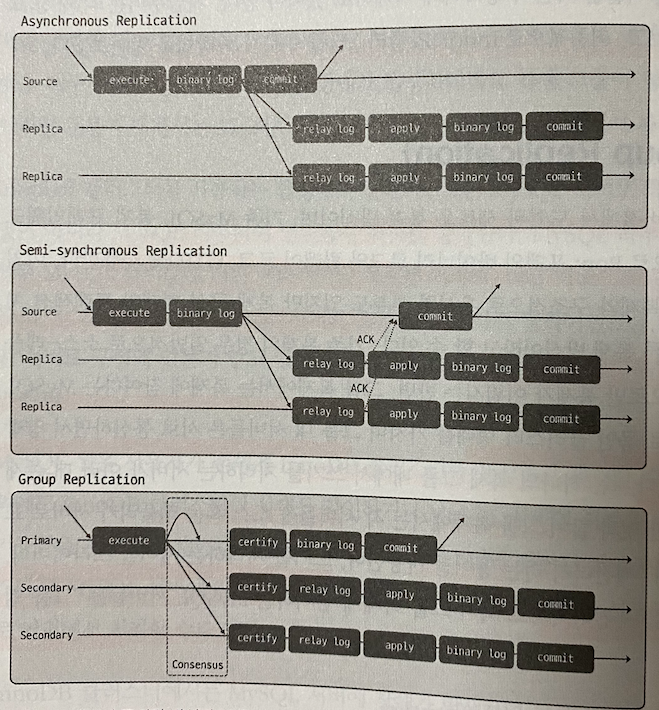 Asynchronous Replication
Source execute binary log commit
Replica relay log apply binary log commit
Replica relay log apply binary log commit
Semi-synchronous Replication
Source execute binary log commit
ACK
Replica relay log apply binary log commit
ACK
Replica relay log apply binary log commit
Group Replication
Primary execute certify binary log commit
Secondary certify relay log apply binary log commit
Secondary certify relay log apply binary log commit
Consensus